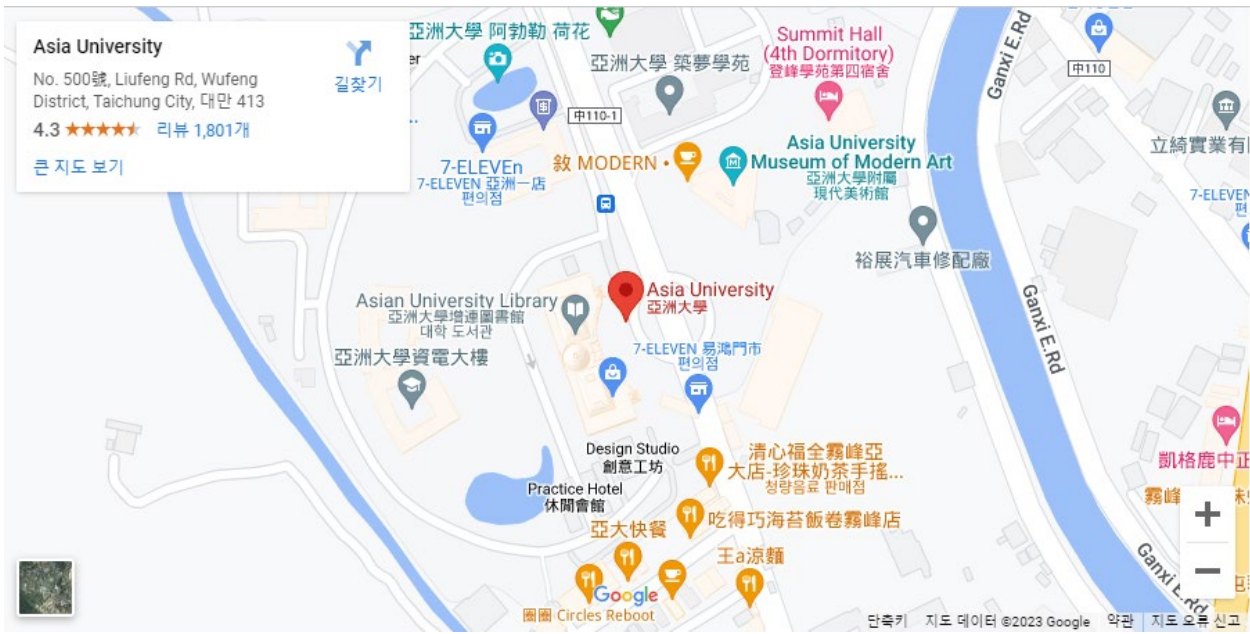 Asia University
No. 500號, Liufeng Rd, Wufeng
District, Taichung City, 대만 413
4.3
리뷰 1,801개
큰 지도 보기
길찾기
亞洲大學 阿勃勒 荷花
er
7-ELEVEn
7-ELEVEN 亞洲一店
편의점
中110-1
亞洲大學 築夢學苑
Summit Hall
(4th Dormitory)
登峰學苑第四宿舍
Ganxi E.Rd
中110
立綺實業有
敘 MODERN
Asia University
Museum of Modern Art
亞洲大學附屬
現代美術館
7-ELEVEN
편
裕展汽車修配廠
Asia University
亞洲大學
Asian University Library
亞洲大學增連圖書館
대학 도서관
亞洲大學資電大樓
7-ELEVEN 易鴻門市
편의점
Ganxi E.Rd
Design Studio
創意工坊
Practice Hotel
休閒會館
清心福全霧峰亞
大店-珍珠奶茶手搖...
청량음료 판매점
凱格鹿中正
霧峰
吃得巧海苔飯卷霧峰店
亞大快餐
王a涼麵
圈圈 Circles Reboot
Ganxi E.Rd
Google
단축키
지도 데이터 ©2023 Google
약관
지도 오류 신고